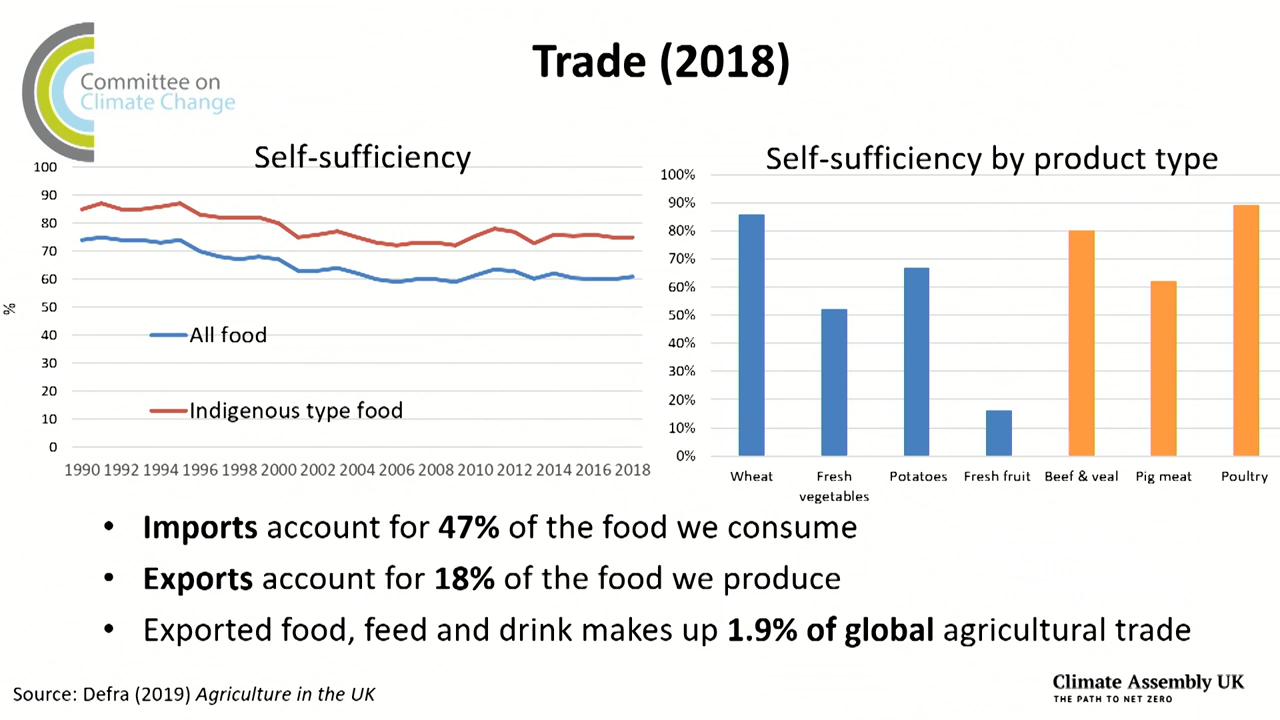 Committee on
Climate Change
Trade (2018)
Self-sufficiency
100
90
80
70
60
50
40
30
20
10
0
%
All food
Indigenous type food
1990 1992 1994 1996 1998 2000 2002 2004 2006 2008 2010 2012 2014 2016 2018
Self-sufficiency by product type
100%
90%
80%
70%
60%
50%
40%
30%
20%
10%
0%
Wheat Fresh Potatoes Fresh fruit Beef & veal Pig meat Poultry
vegetables
• Imports account for 47% of the food we consume
• Exports account for 18% of the food we produce
• Exported food, feed and drink makes up 1.9% of global agricultural trade
Source: Defra (2019) Agriculture in the UK
Climate Assembly UK
THE PATH TO NET ZERO